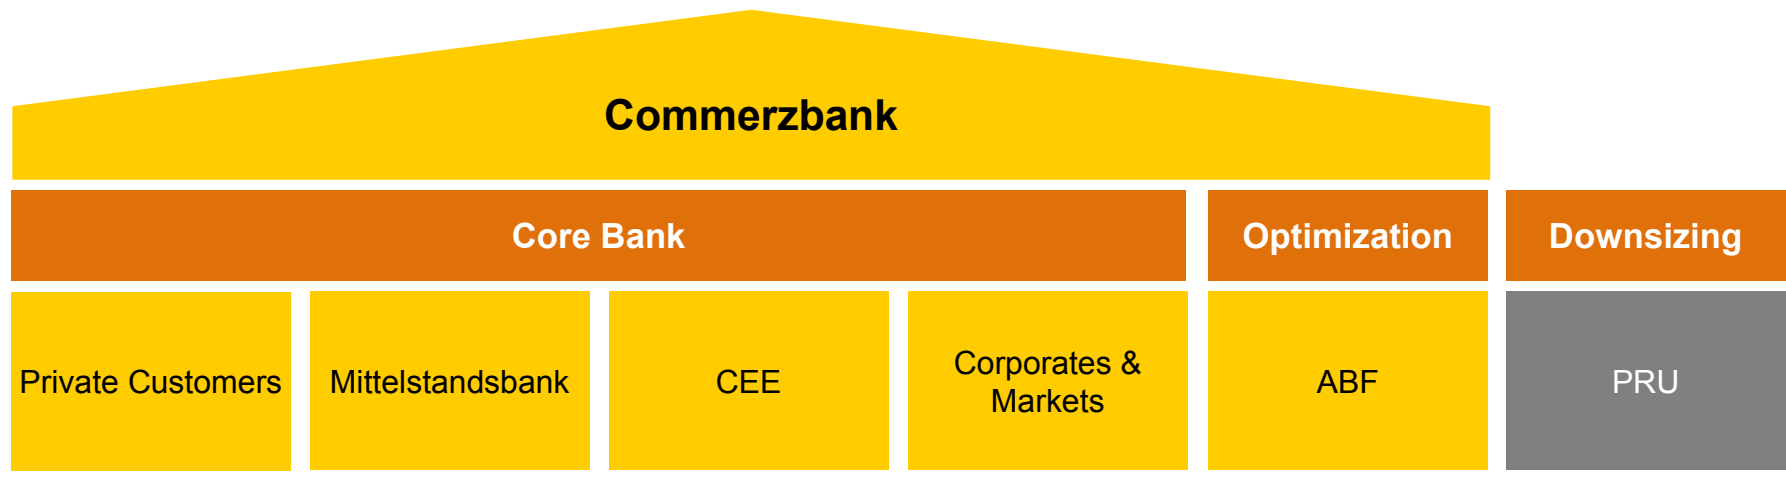 Commerzbank
Core Bank
Optimization
Downsizing
Private Customers
Mittelstandsbank
CEE
Corporates &
Markets
ABF
PRU